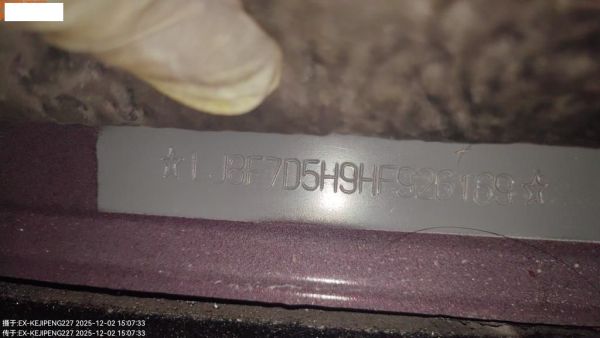 ☆LJ8F7D5H9HF926169☆
摄于:EX-KEJIPENG227 2025-12-02 15:07:33
传于:EX-KEJIPENG227 2025-12-02 15:07:33